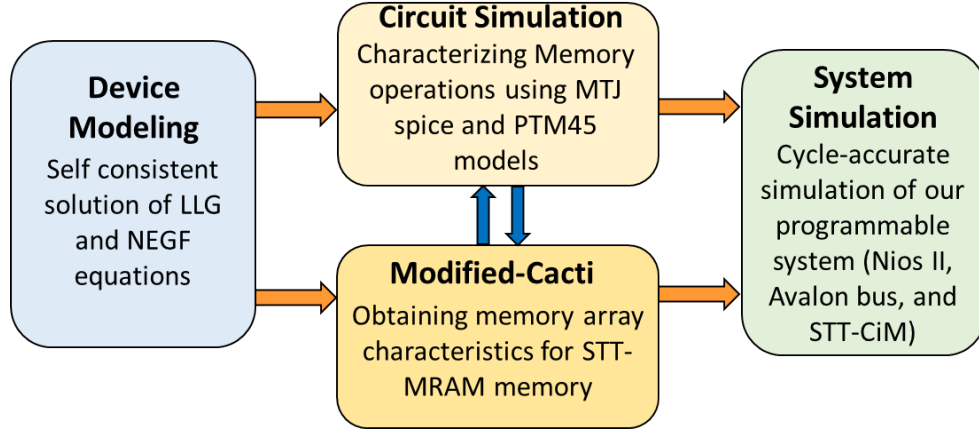 Device
Modeling
Self consistent
solution of LLG
and NEGF
equations
Circuit Simulation
Characterizing Memory
operations using MTJ
spice and PTM45
models
Modified-Cacti
Obtaining memory array
characteristics for STT-
MRAM memory
System
Simulation
Cycle-accurate
simulation of our
programmable
system (Nios II,
Avalon bus, and
STT-CiM)